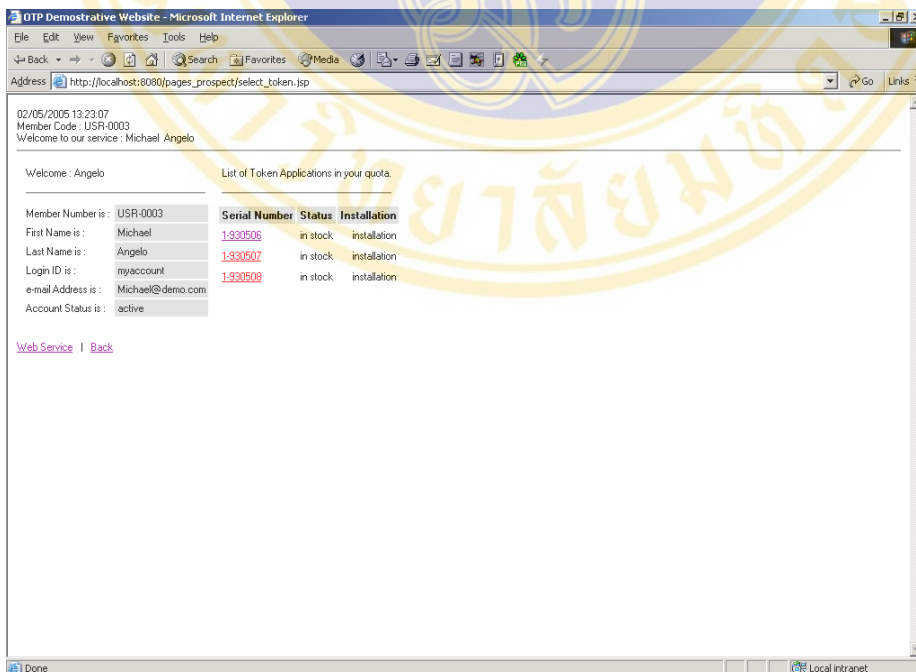 OTP Demostrative Website - Microsoft Internet Explorer
File Edit View Favorites Tools Help
Back Search Favorites Media
Address http://localhost:8080/pages_prospect/select_token.jsp Go Links
02/05/2005 13:23:07
Member Code : USR-0003
Welcome to our service : Michael Angelo
Welcome : Angelo
Member Number is : USR-0003
First Name is : Michael
Last Name is : Angelo
Login ID is : myaccount
e-mail Address is : Michael@demo.com
Account Status is : active
List of Token Applications in your quota.
Serial Number Status Installation
1-930506 in stock installation
1-930507 in stock installation
1-930508 in stock installation
Web Service | Back
Done Local intranet